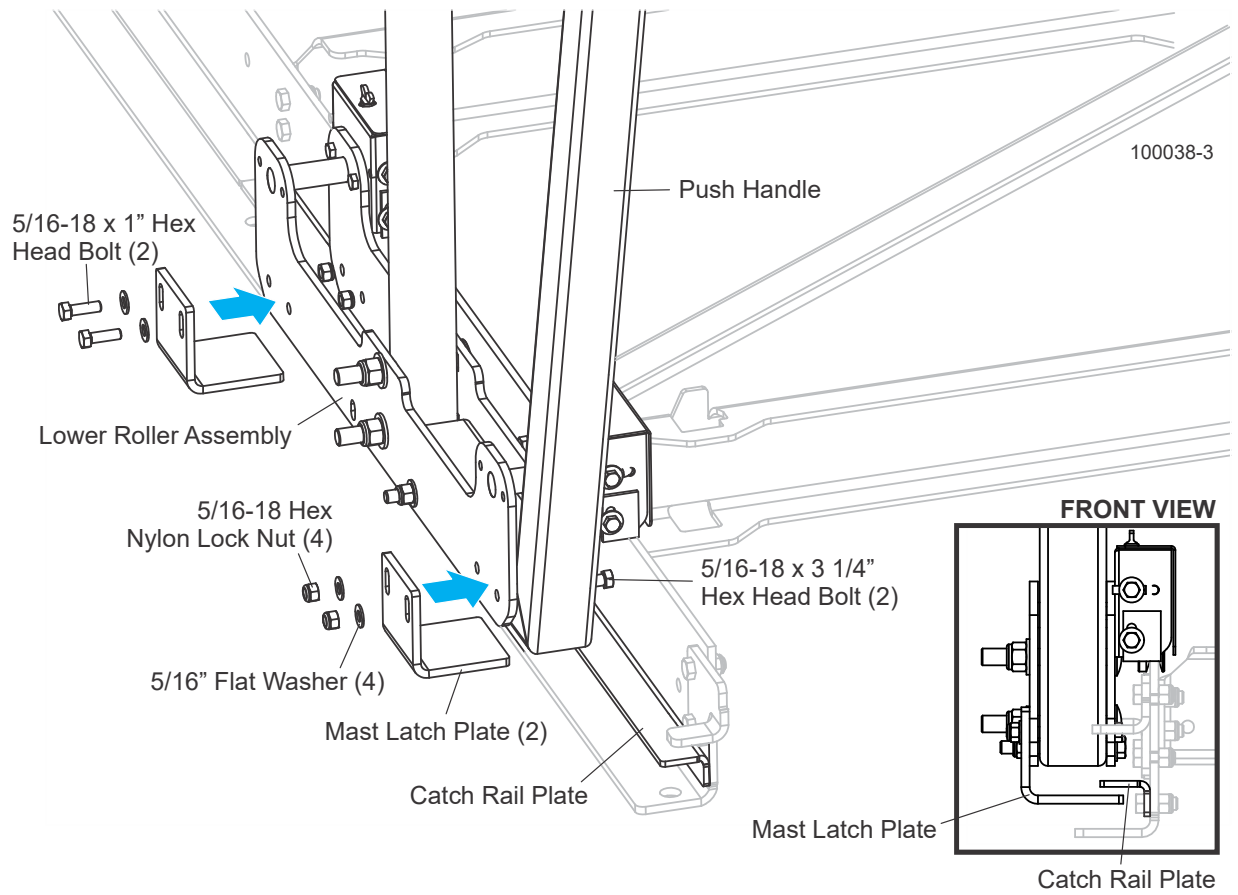 100038-3
Push Handle
5/16-18 x 1” Hex
Head Bolt (2)
Lower Roller Assembly
5/16-18 Hex
Nylon Lock Nut (4)
FRONT VIEW
5/16-18 x 3 1/4”
Hex Head Bolt (2)
5/16” Flat Washer (4)
Mast Latch Plate (2)
Catch Rail Plate
Mast Latch Plate
Catch Rail Plate